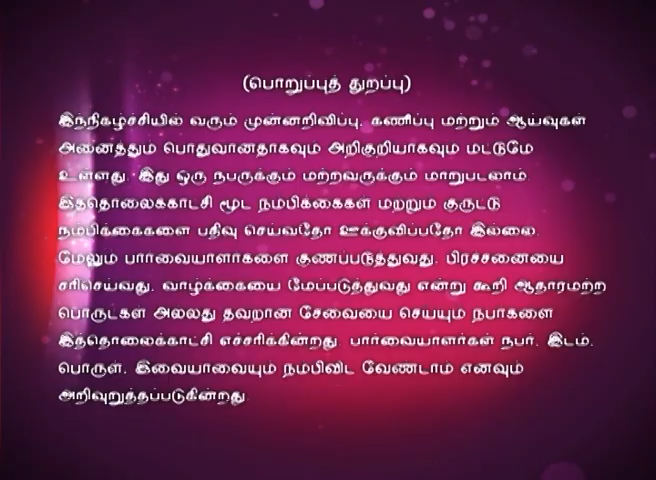 (பொறுப்புத் துறப்பு)
இந்நிகழ்ச்சியில் வரும் முன்னறிவிப்பு, கணிப்பு மற்றும் ஆய்வுகள்
அனைத்தும் பொதுவானதாகவும் அறிகுறியாகவும் மட்டுமே
உள்ளது. இது ஒரு நபருக்கும் மற்றவருக்கும் மாறுபடலாம்.
இத்தொலைக்காட்சி மூட நம்பிக்கைகள் மற்றும் குருட்டு
நம்பிக்கைகளை பதிவு செய்வதோ ஊக்குவிப்பதோ இல்லை.
மேலும் பார்வையாளர்களை குணப்படுத்துவது, பிரச்சனையை
சரிசெய்வது, வாழ்க்கையை மேப்படுத்துவது என்று கூறி ஆதாரமற்ற
பொருட்கள் அல்லது தவறான சேவையை செய்யும் நபர்களை
இந்தொலைக்காட்சி எச்சரிக்கின்றது. பார்வையாளர்கள் நபர், இடம்,
பொருள், இவையாவையும் நம்பிவிட வேண்டாம் எனவும்
அறிவுறுத்தப்படுகின்றது.